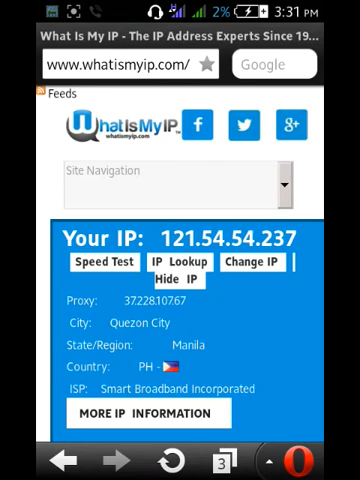 2% 3:31 PM
What Is My IP - The IP Address Experts Since 19...
www.whatismyip.com/ Google
Feeds
WhatIsMyIP™
whatismyip.com
f g+
Site Navigation
Your IP: 121.54.54.237
Speed Test IP Lookup Change IP
Hide IP
Proxy: 37.228.107.67
City: Quezon City
State/Region: Manila
Country: PH -
ISP: Smart Broadband Incorporated
MORE IP INFORMATION
3